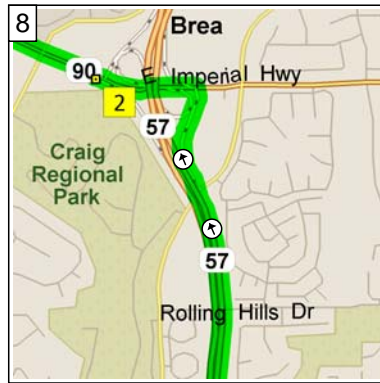 8
Brea
90
E Imperial Hwy
2
57
Craig
Regional
Park
57
Rolling Hills Dr